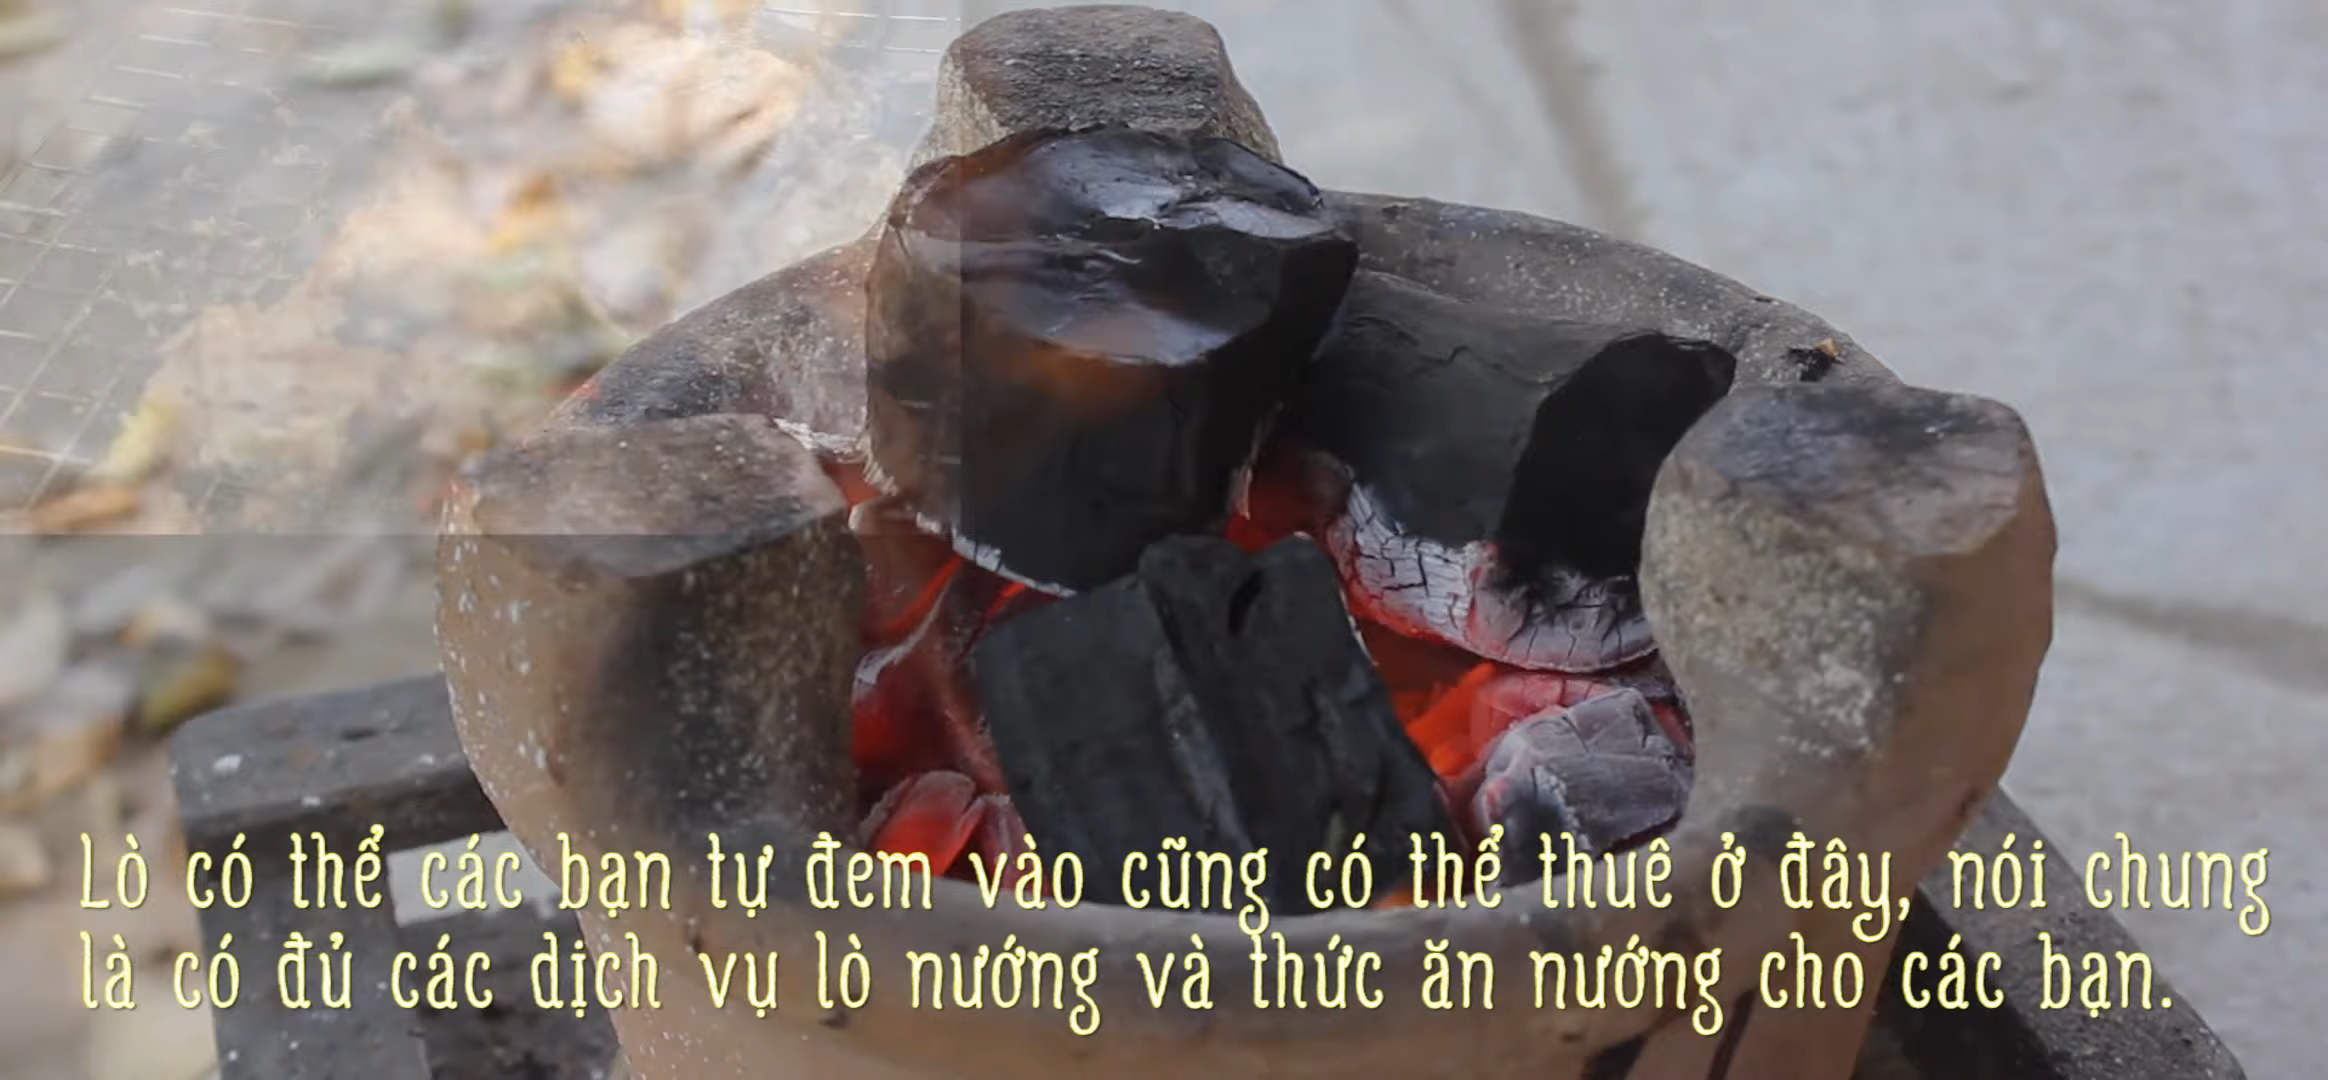 Lò có thể các bạn tự đem vào cũng có thể thuê ở đây, nói chung
là có đủ các dịch vụ lò nướng và thức ăn nướng cho các bạn.